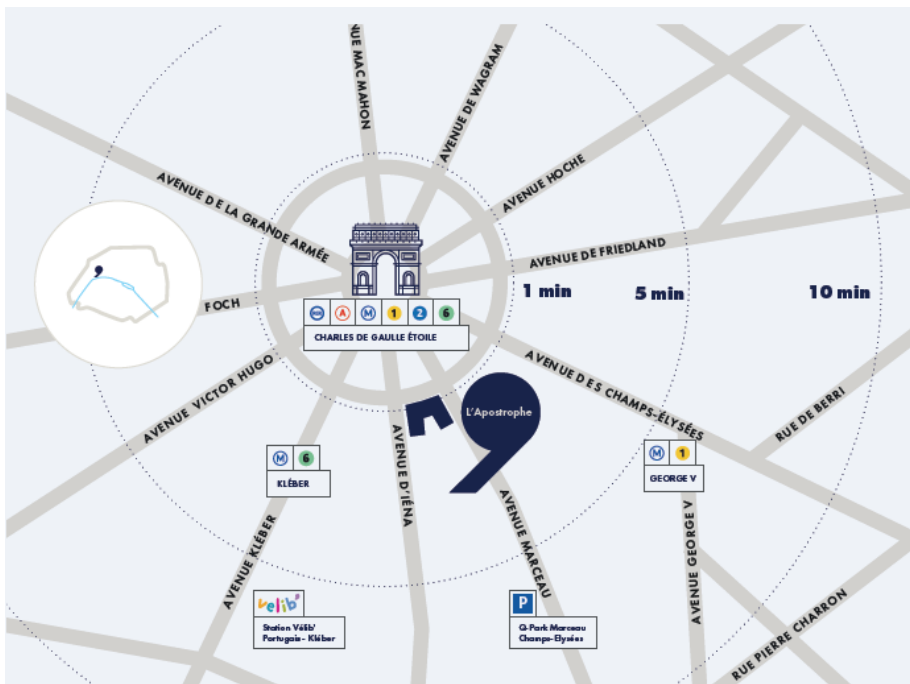 NUE MAC MAHON
AVENUE DE WAGRAM
AVENUE HOCHE
AVENUE DE LA GRANDE ARMÉE
AVENUE DE FRIEDLAND
1 min
5 min
10 min
FOCH
A
M
1
2
6
CHARLES DE GAULLE ÉTOILE
AVENUE VICTOR HUGO
AVENUE DES CHAMPS-ÉLYSÉES
RUE DE BERRI
L'Apostrophe
M
6
KLÉBER
AVENUE D'IÉNA
M
1
GEORGE V
AVENUE KLÉBER
AVENUE MARCEAU
AVENUE GEORGE V
velib'
Station Vélib'
Portugais - Kléber
P
Q-Park Marceau
Champs-Elysées
RUE PIERRE CHARRON